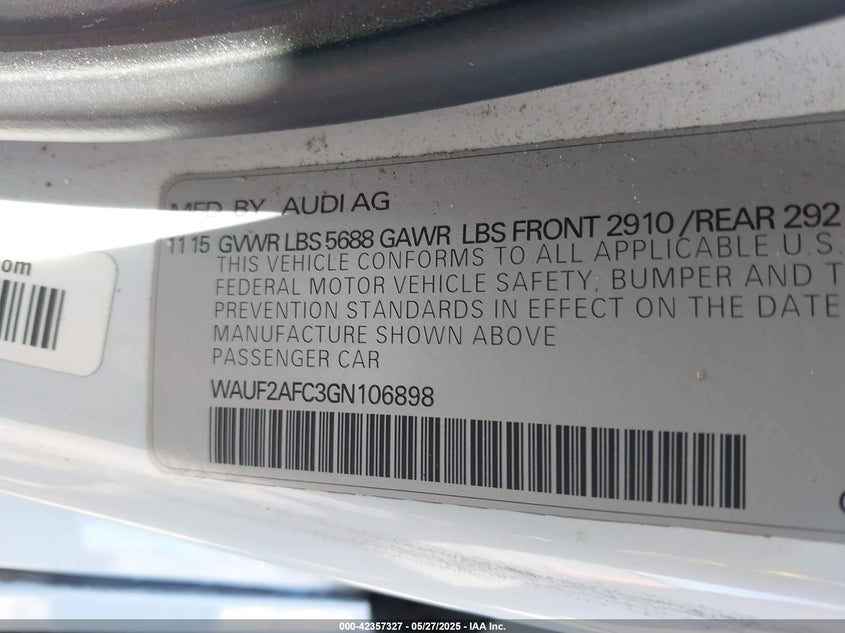 MFD BY AUDI AG
11 15 GVWR LBS 5688 GAWR LBS FRONT 2910 /REAR 292
THIS VEHICLE CONFORMS TO ALL APPLICABLE U.S.
FEDERAL MOTOR VEHICLE SAFETY, BUMPER AND T
PREVENTION STANDARDS IN EFFECT ON THE DATE
MANUFACTURE SHOWN ABOVE
PASSENGER CAR
WAUF2AFC3GN106898
om
000-42357327 - 05/27/2025 - IAA Inc.